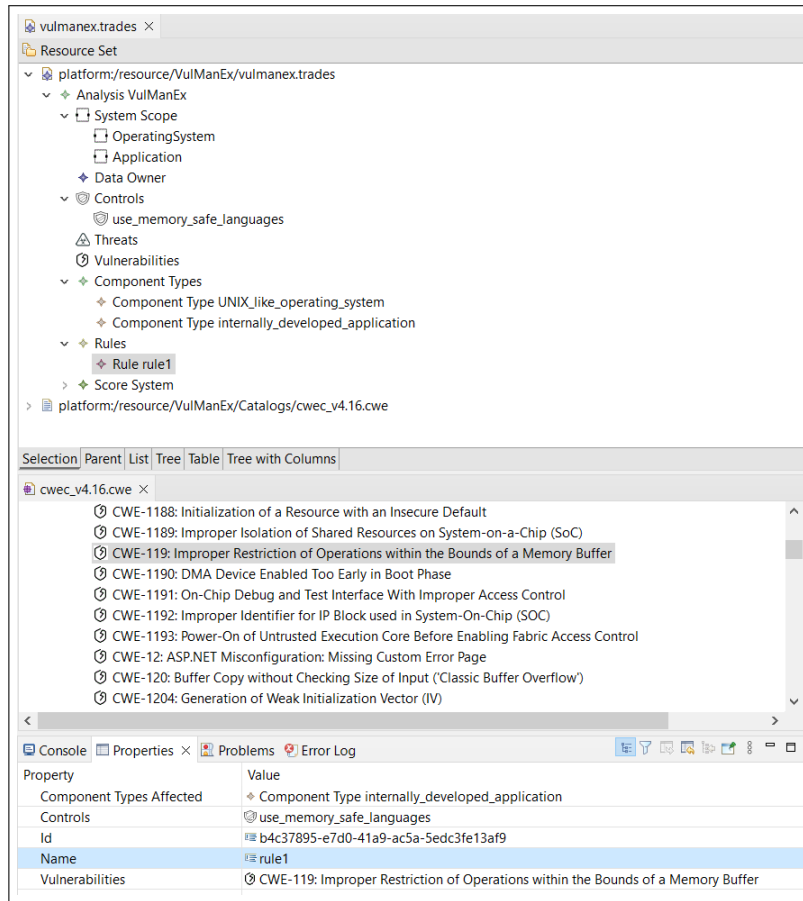 vulmanex.trades
Resource Set
platform:/resource/VulManEx/vulmanex.trades
Analysis VulManEx
System Scope
OperatingSystem
Application
Data Owner
Controls
use_memory_safe_languages
Threats
Vulnerabilities
Component Types
Component Type UNIX_like_operating_system
Component Type internally_developed_application
Rules
Rule rule1
Score System
platform:/resource/VulManEx/Catalogs/cwec_v4.16.cwe
Selection Parent List Tree Table Tree with Columns
cwec_v4.16.cwe
CWE-1188: Initialization of a Resource with an Insecure Default
CWE-1189: Improper Isolation of Shared Resources on System-on-a-Chip (SoC)
CWE-119: Improper Restriction of Operations within the Bounds of a Memory Buffer
CWE-1190: DMA Device Enabled Too Early in Boot Phase
CWE-1191: On-Chip Debug and Test Interface With Improper Access Control
CWE-1192: Improper Identifier for IP Block used in System-On-Chip (SOC)
CWE-1193: Power-On of Untrusted Execution Core Before Enabling Fabric Access Control
CWE-12: ASP.NET Misconfiguration: Missing Custom Error Page
CWE-120: Buffer Copy without Checking Size of Input ('Classic Buffer Overflow')
CWE-1204: Generation of Weak Initialization Vector (IV)
Console Properties Problems Error Log
Property Value
Component Types Affected Component Type internally_developed_application
Controls use_memory_safe_languages
Id b4c37895-e7d0-41a9-ac5a-5edc3fe13af9
Name rule1
Vulnerabilities CWE-119: Improper Restriction of Operations within the Bounds of a Memory Buffer